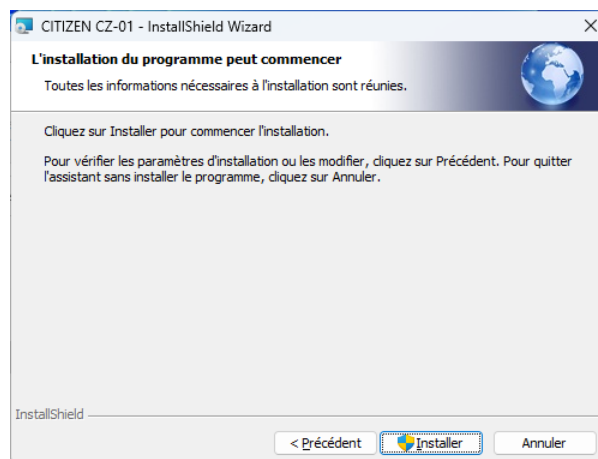 CITIZEN CZ-01 - InstallShield Wizard
L'installation du programme peut commencer
Toutes les informations nécessaires à l'installation sont réunies.
Cliquez sur Installer pour commencer l'installation.
Pour vérifier les paramètres d'installation ou les modifier, cliquez sur Précédent. Pour quitter
l'assistant sans installer le programme, cliquez sur Annuler.
InstallShield
< Précédent Installer Annuler